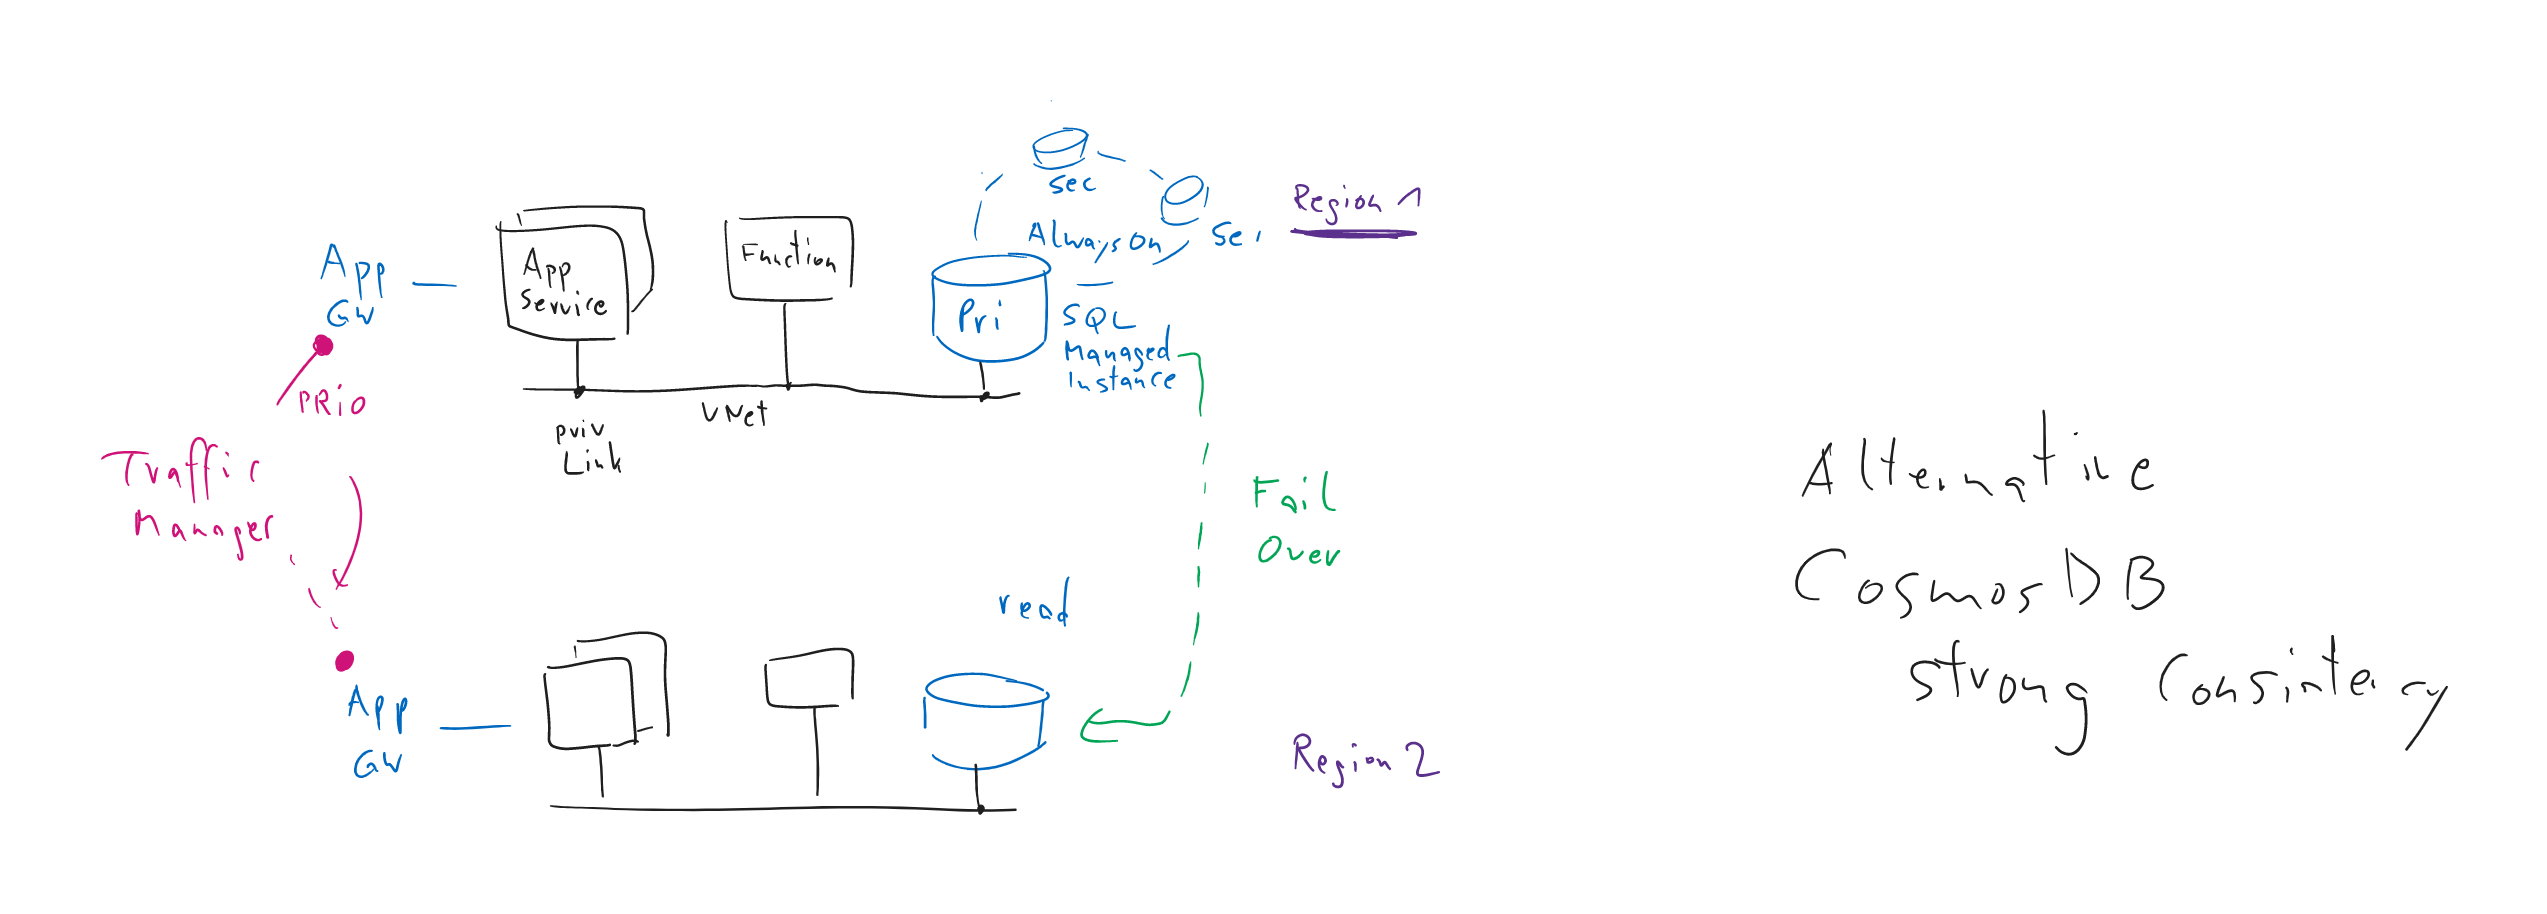 sec
Region 1
Sec
AlwaysOn
App
GW
App
Service
Function
Pri
SQL
Managed
Instance
PRIO
VNet
priv
Link
Traffic
Manager
Fail
Over
read
App
GW
Region 2
Alternative
CosmosDB
strong Consintency